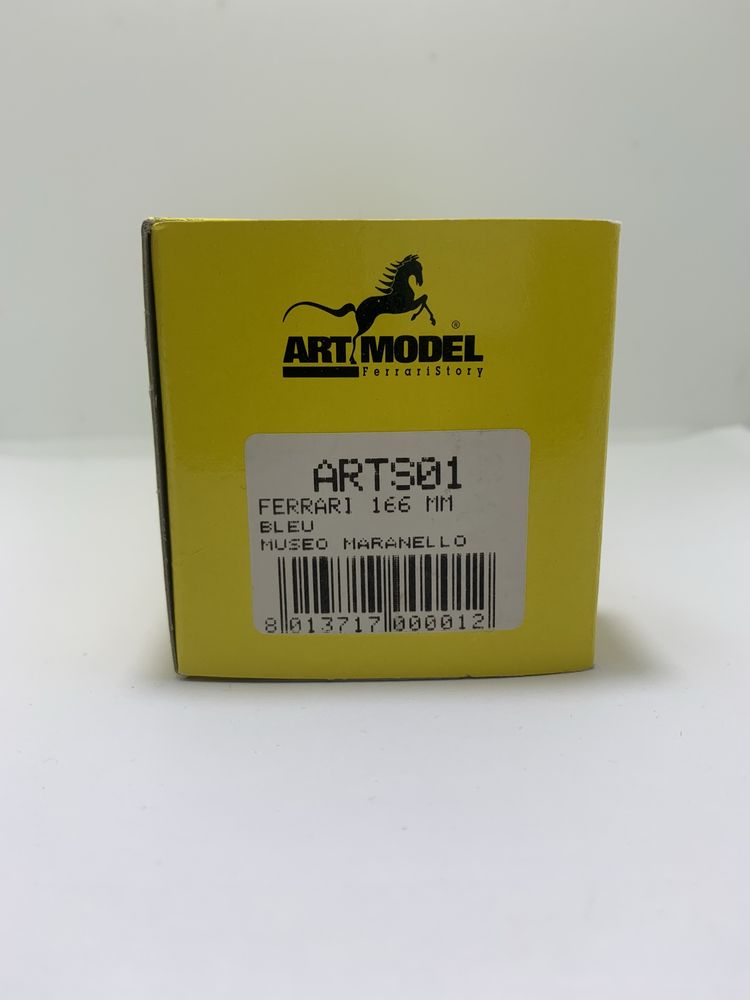 ®
ART MODEL
FerrariStory
ARTS01
FERRARI 166 MM
BLEU
MUSEO MARANELLO
8 013717 000012